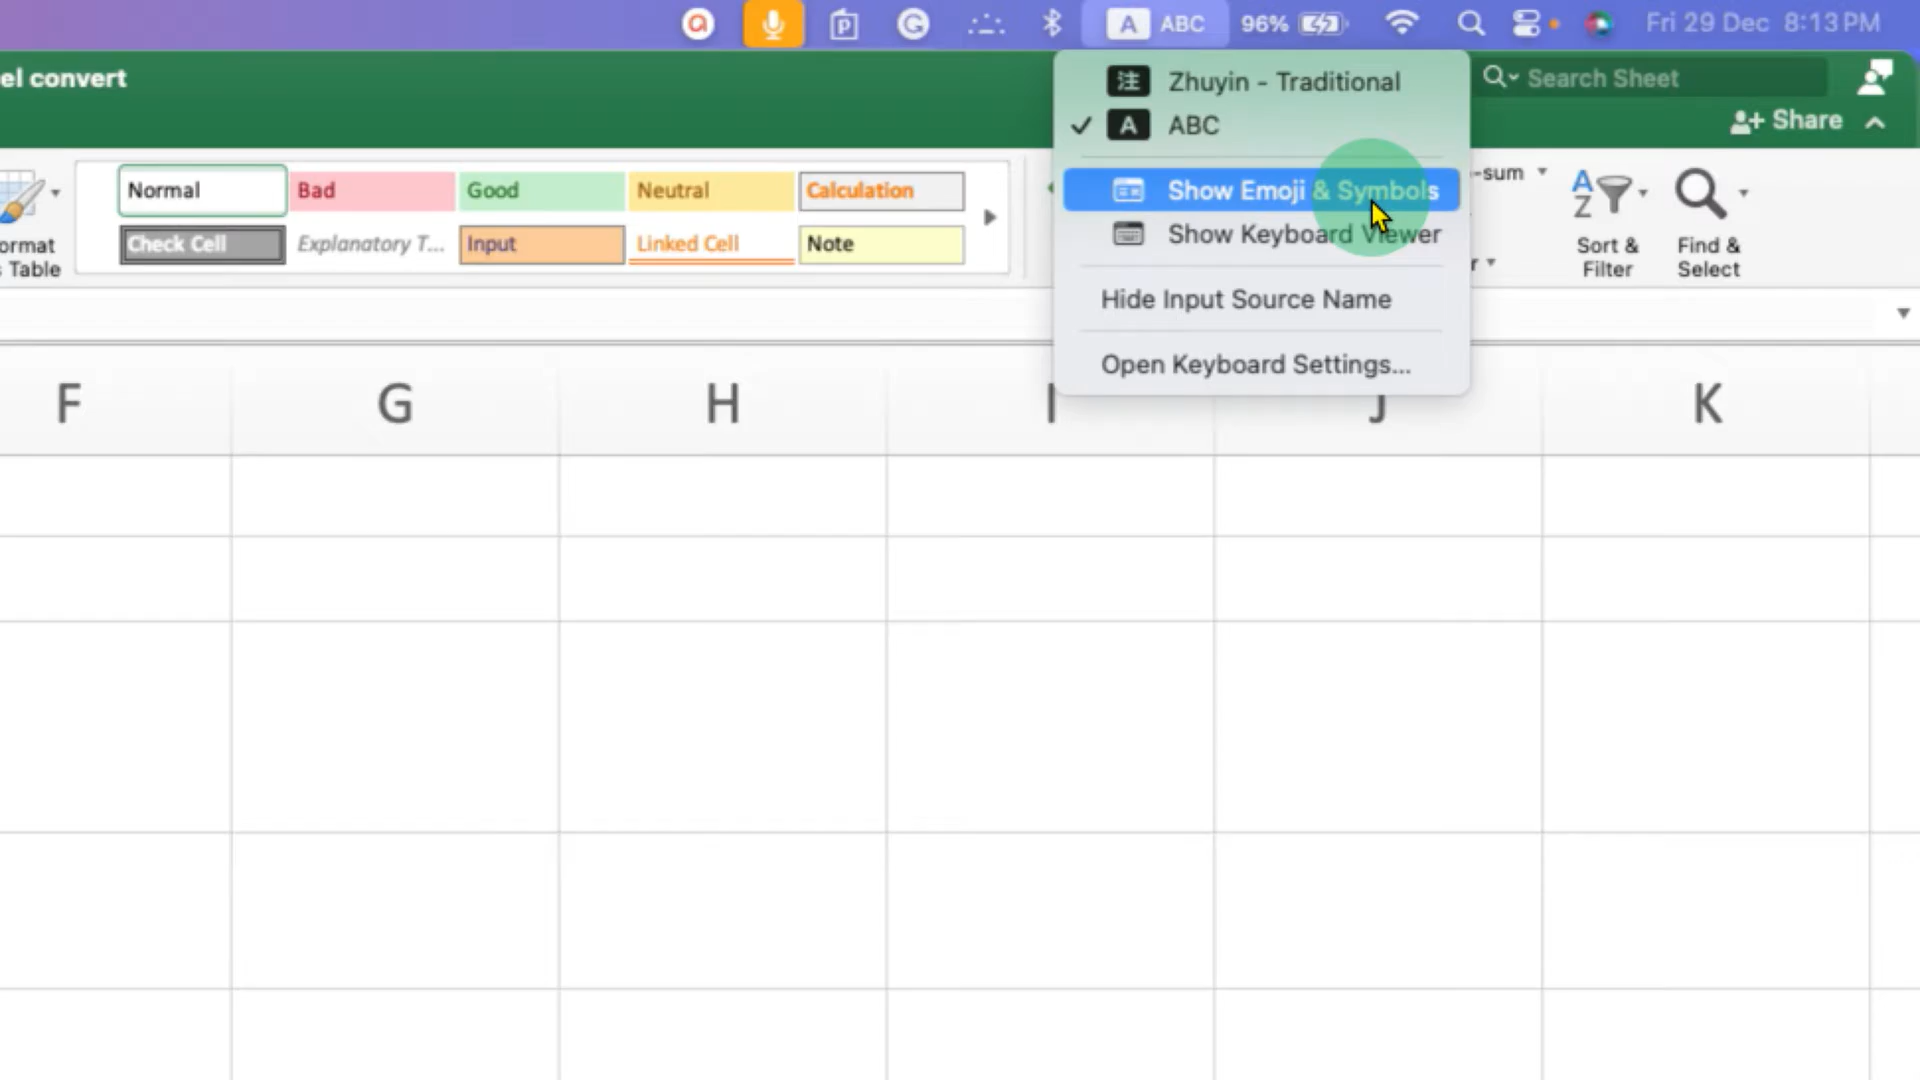 A ABC 96% Fri 29 Dec 8:13 PM
el convert
注 Zhuyin - Traditional
Search Sheet
A ABC
Share
Normal Bad Good Neutral Calculation
Show Emoji & Symbols
-sum
Check Cell Explanatory T... Input Linked Cell Note
Show Keyboard Viewer
ormat
Table
Sort &
Filter
Find &
Select
Hide Input Source Name
Open Keyboard Settings...
F G H I J K